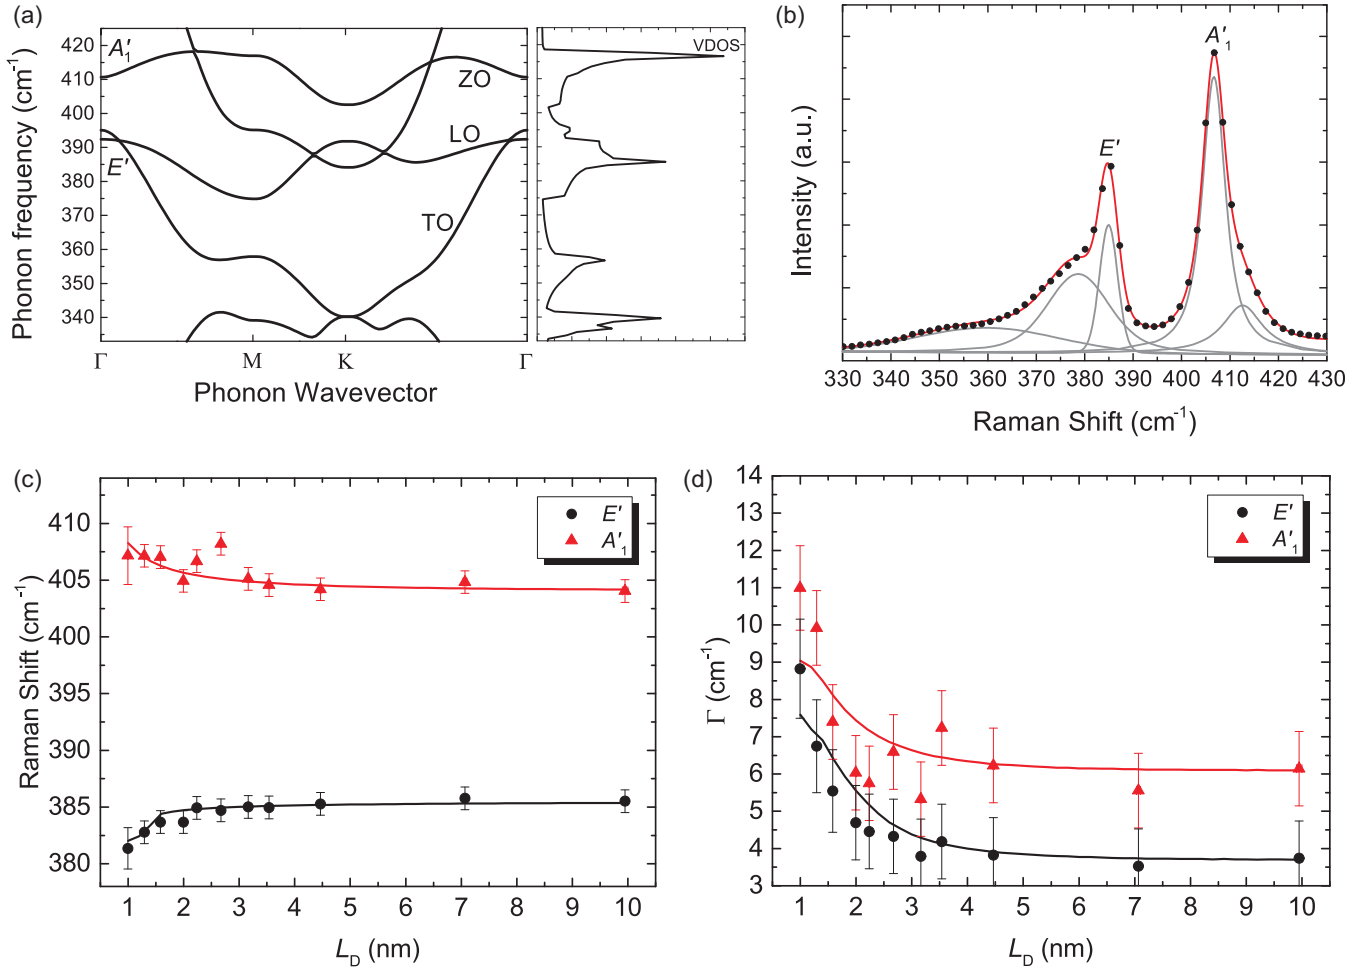 (a)
Phonon frequency (cm-1)
420
410
400
390
380
370
360
350
340
A'1
E'
ZO
LO
TO
VDOS
Γ M K Γ
Phonon Wavevector
(b)
Intensity (a.u.)
E'
A'1
330 340 350 360 370 380 390 400 410 420 430
Raman Shift (cm-1)
(c)
Raman Shift (cm-1)
410
405
400
395
390
385
380
E'
A'1
1 2 3 4 5 6 7 8 9 10
LD (nm)
(d)
Γ (cm-1)
14
13
12
11
10
9
8
7
6
5
4
3
E'
A'1
1 2 3 4 5 6 7 8 9 10
LD (nm)